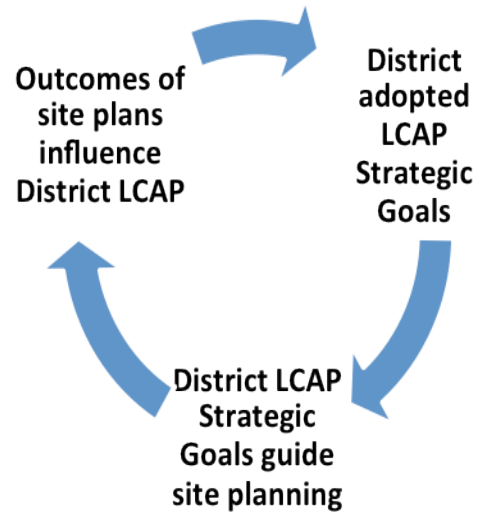 Outcomes of
site plans
influence
District LCAP
District
adopted
LCAP
Strategic
Goals
District LCAP
Strategic
Goals guide
site planning